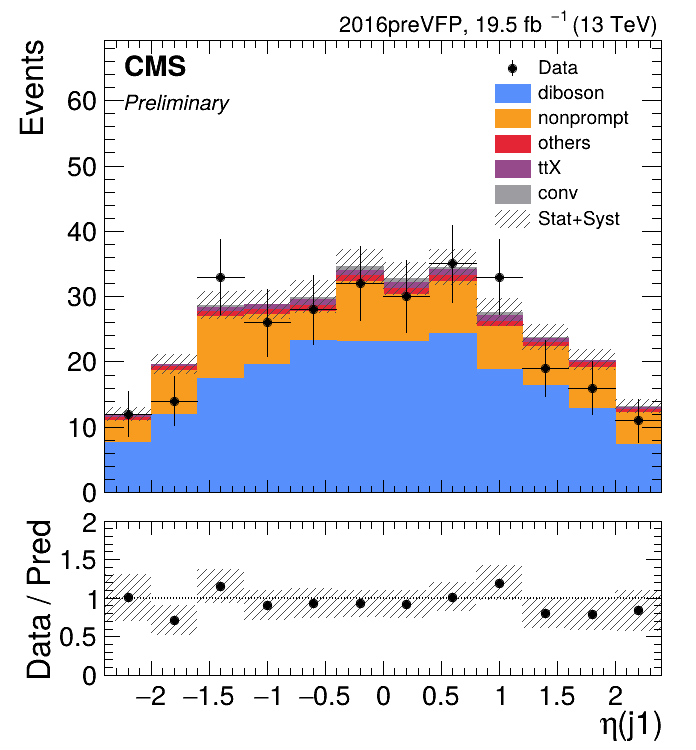 2016preVFP, 19.5 fb⁻¹ (13 TeV)
CMS
Preliminary
Events
Data
diboson
nonprompt
others
ttX
conv
Stat+Syst
60
50
40
30
20
10
0
Data / Pred
2
1.5
1
0.5
0
−2 −1.5 −1 −0.5 0 0.5 1 1.5 2
η(j1)